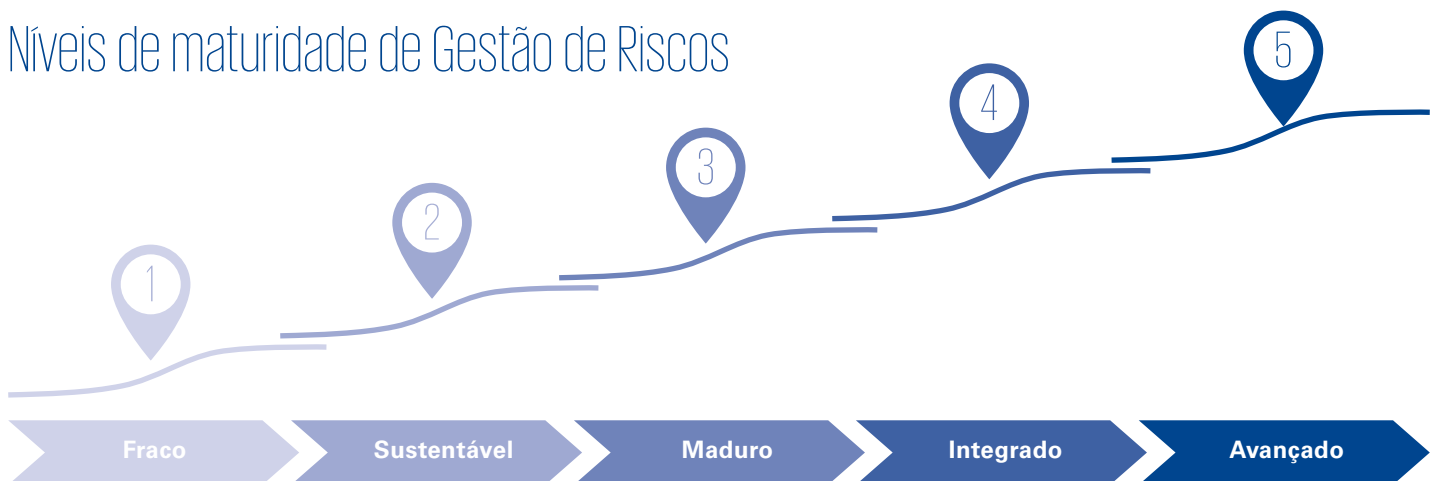 Níveis de maturidade de Gestão de Riscos
1
2
3
4
5
Fraco
Sustentável
Maduro
Integrado
Avançado